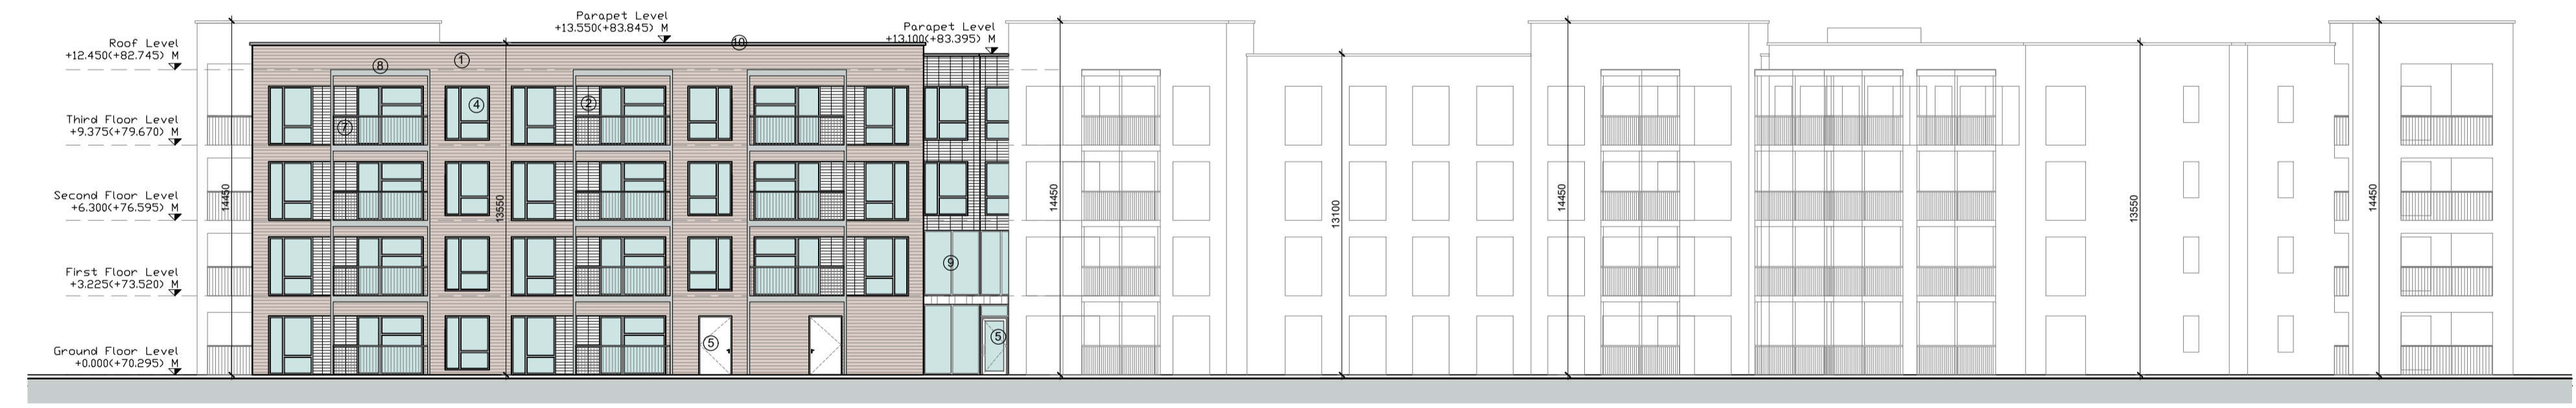 Parapet Level
+13.550(+83.845) M
Parapet Level
+13.100(+83.395) M
Roof Level
+12.450(+82.745) M
Third Floor Level
+9.375(+79.670) M
Second Floor Level
+6.300(+76.595) M
First Floor Level
+3.225(+73.520) M
Ground Floor Level
+0.000(+70.295) M
10
1
8
4
2
7
9
5
5
14450
13550
14450
13100
14450
13550
14450